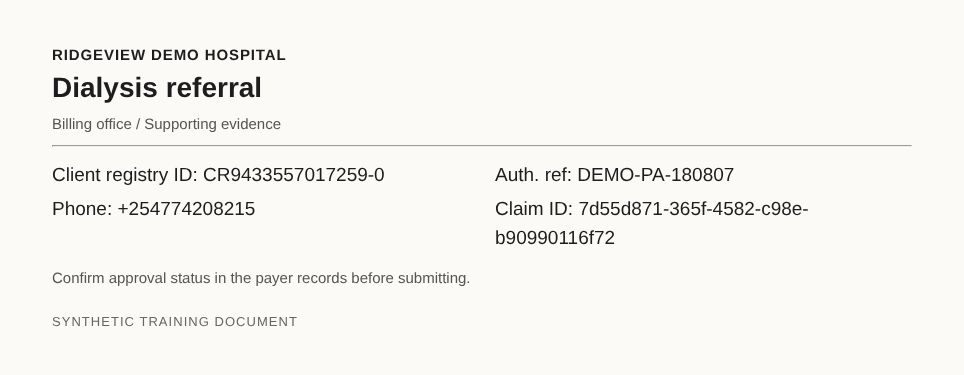 RIDGEVIEW DEMO HOSPITAL
Dialysis referral
Billing office / Supporting evidence
Client registry ID: CR9433557017259-0
Phone: +254774208215
Auth. ref: DEMO-PA-180807
Claim ID: 7d55d871-365f-4582-c98e-
b90990116f72
Confirm approval status in the payer records before submitting.
SYNTHETIC TRAINING DOCUMENT